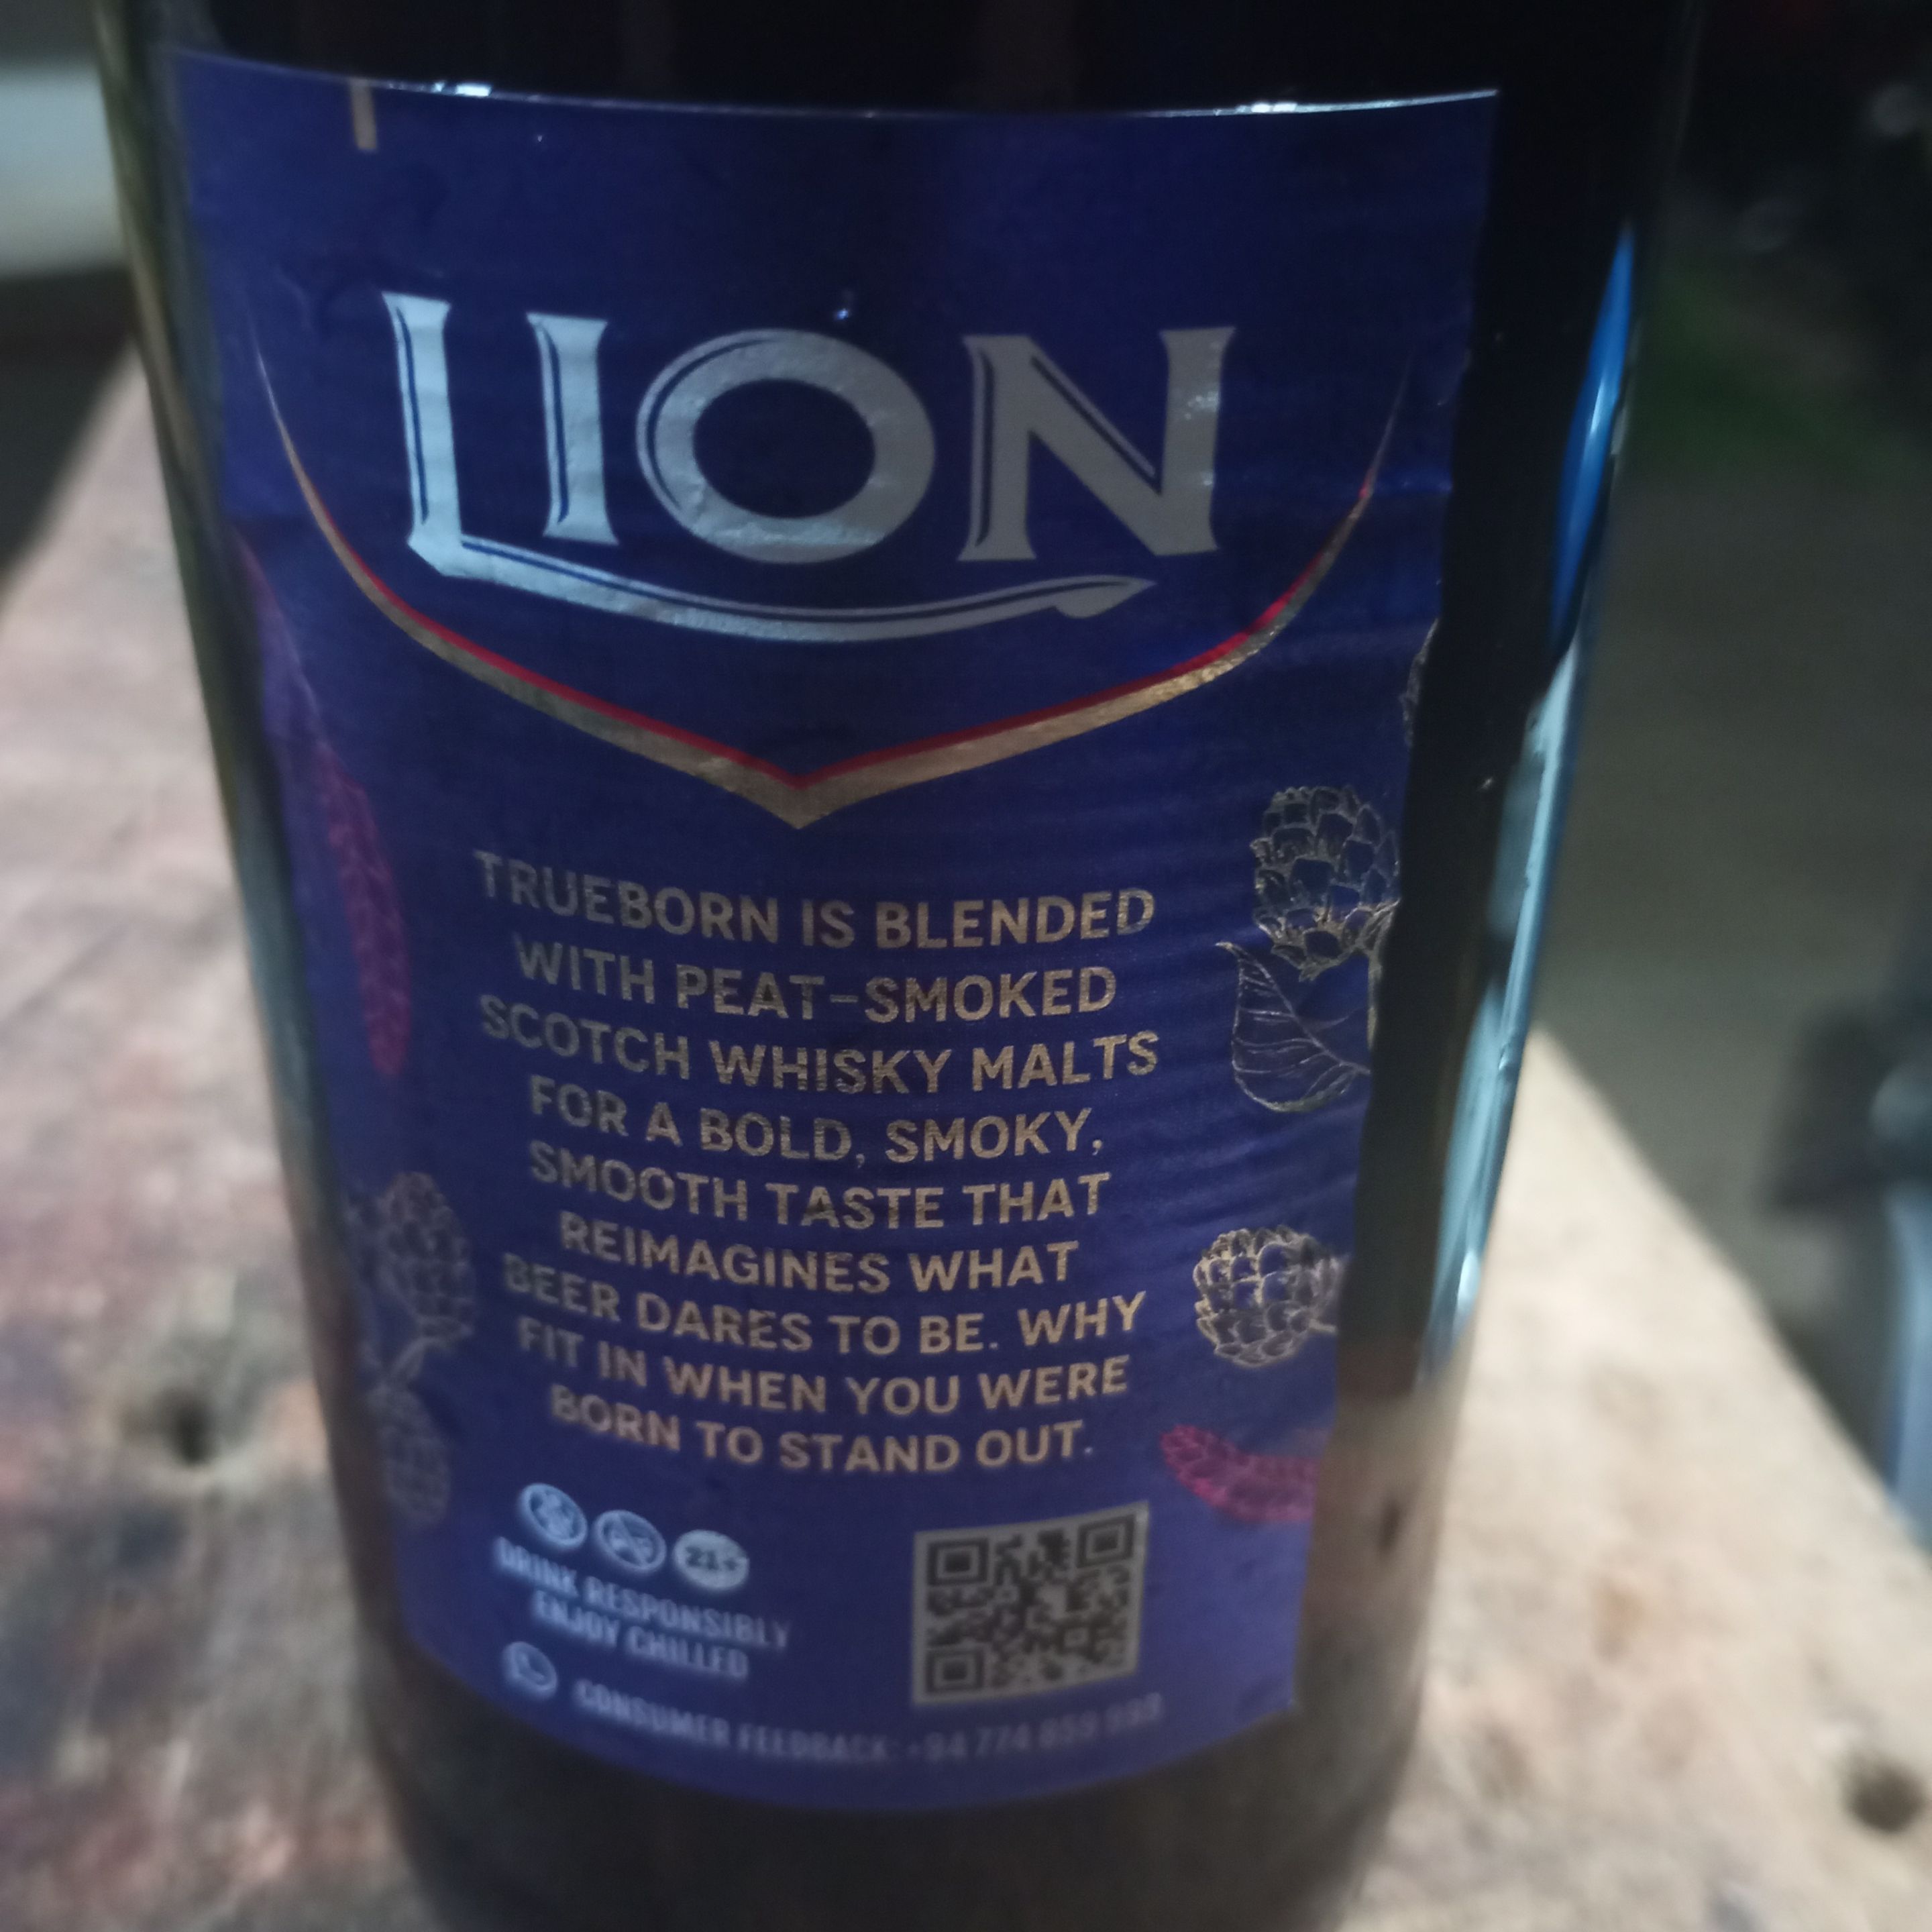 LION
TRUEBORN IS BLENDED
WITH PEAT-SMOKED
SCOTCH WHISKY MALTS
FOR A BOLD, SMOKY,
SMOOTH TASTE THAT
REIMAGINES WHAT
BEER DARES TO BE. WHY
FIT IN WHEN YOU WERE
BORN TO STAND OUT.
21+
DRINK RESPONSIBLY
ENJOY CHILLED
CONSUMER FEEDBACK: +94 774